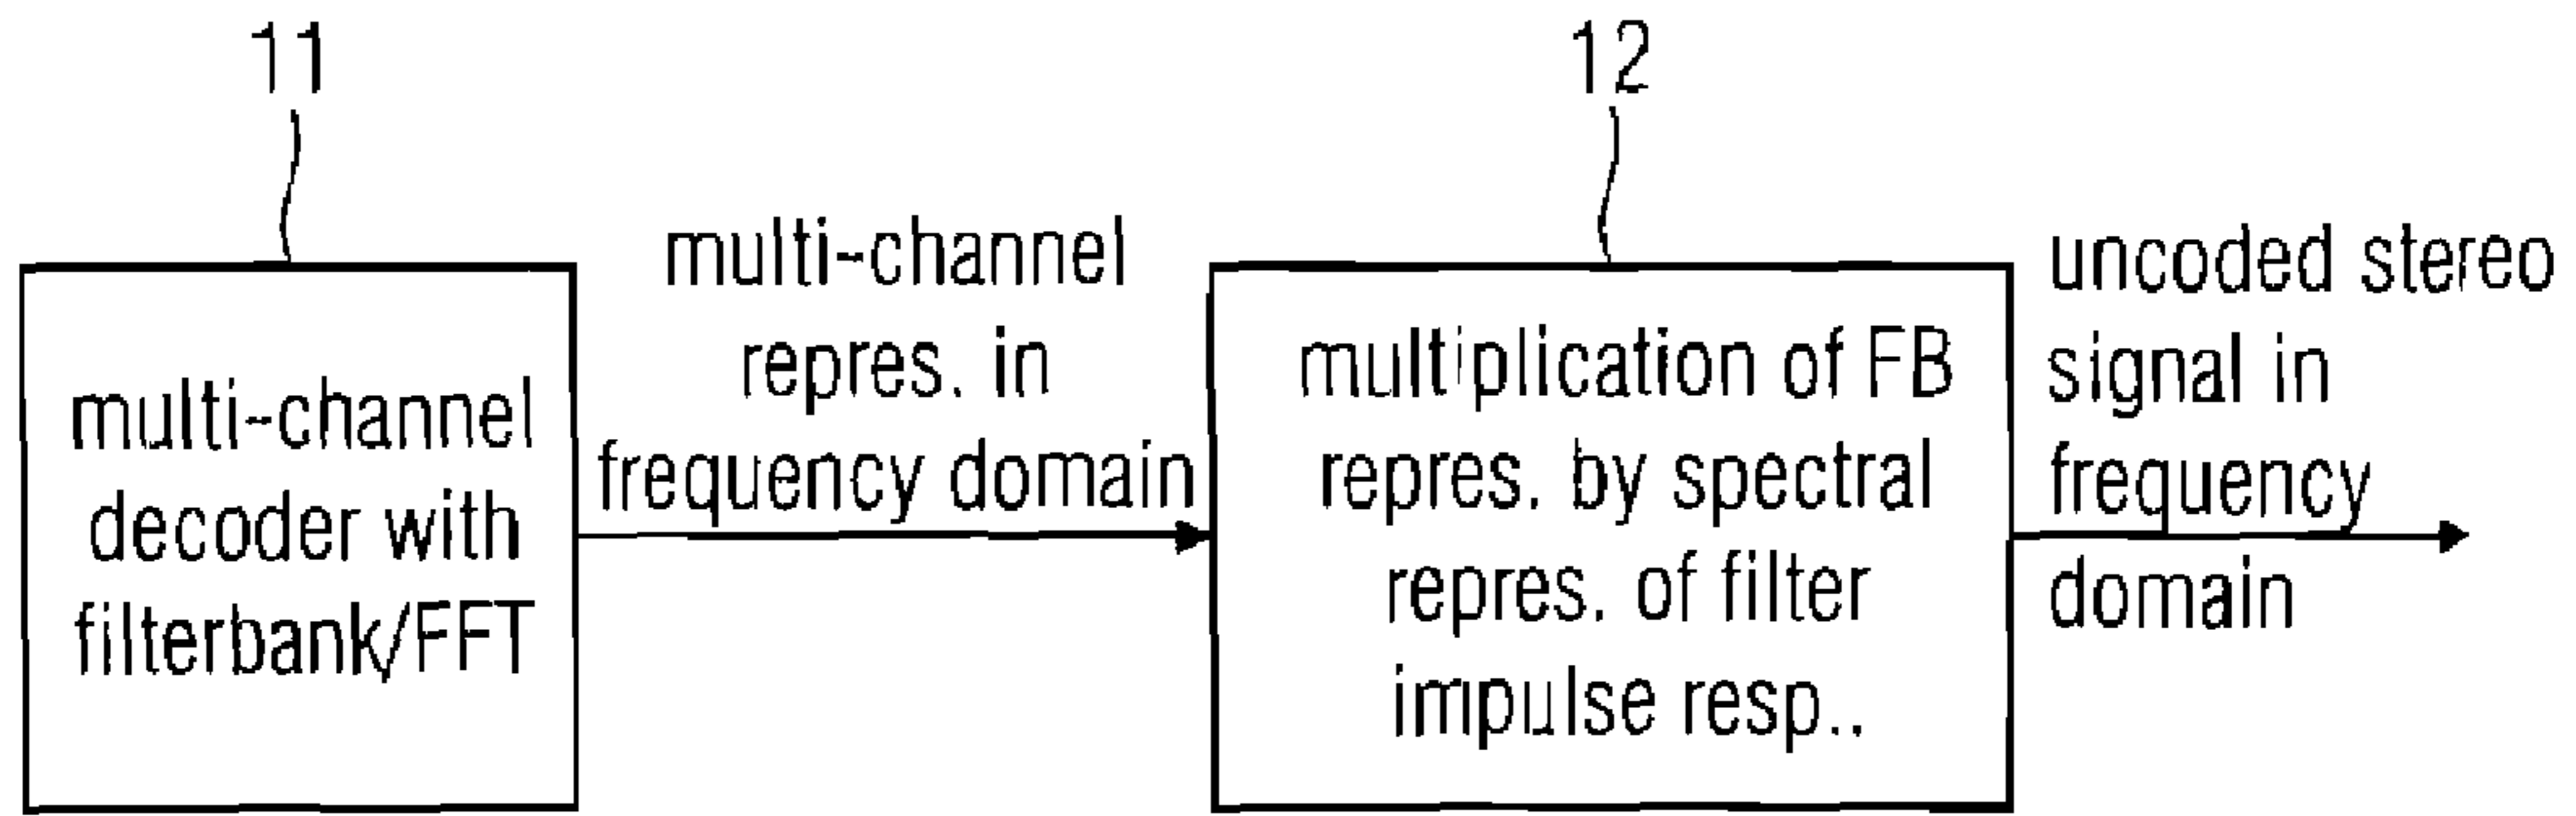 11
multi-channel
decoder with
filterbank/FFT
multi-channel
repres. in
frequency domain
12
multiplication of FB
repres. by spectral
repres. of filter
impulse resp..
uncoded stereo
signal in
frequency
domain